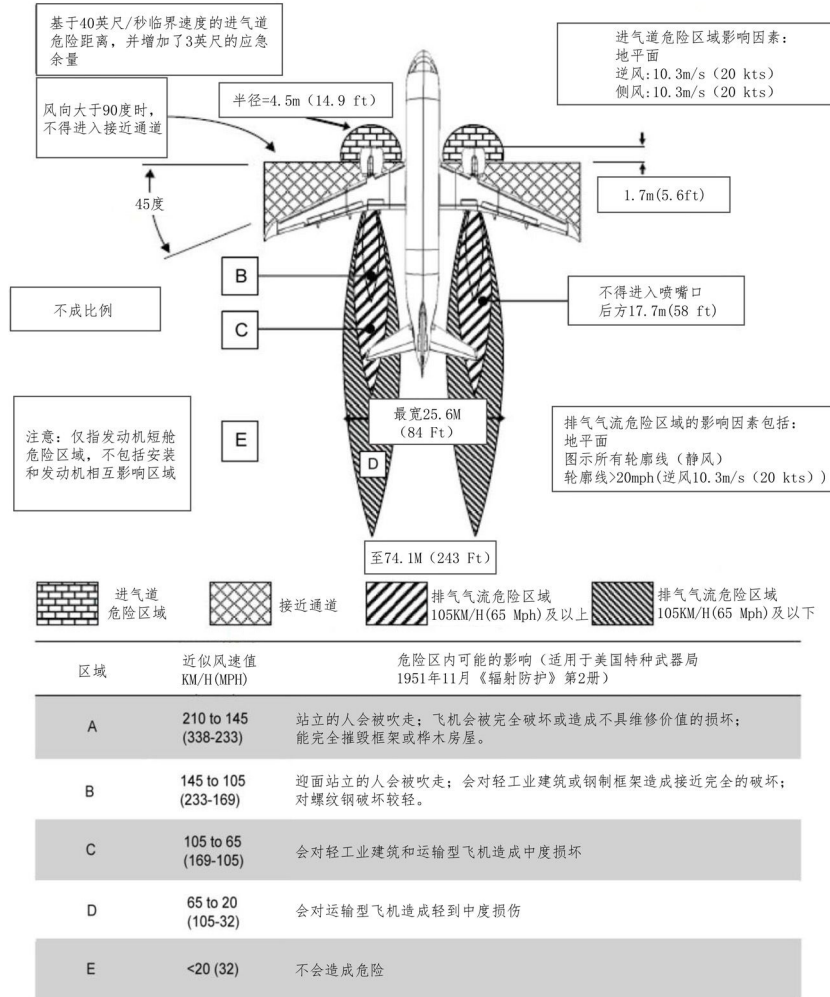 基于40英尺/秒临界速度的进气道
危险距离，并增加了3英尺的应急
余量
进气道危险区域影响因素：
地平面
逆风:10.3m/s（20 kts）
侧风:10.3m/s（20 kts）
风向大于90度时，
不得进入接近通道
半径=4.5m（14.9 ft）
1.7m(5.6ft)
45度
B
不得进入喷嘴口
后方17.7m(58 ft)
不成比例
C
注意：仅指发动机短舱
危险区域，不包括安装
和发动机相互影响区域
E
最宽25.6M
(84 Ft)
D
排气气流危险区域的影响因素包括：
地平面
图示所有轮廓线（静风）
轮廓线>20mph(逆风10.3m/s（20 kts）)
至74.1M（243 Ft）
进气道
危险区域
接近通道
排气气流危险区域
105KM/H(65 Mph)及以上
排气气流危险区域
105KM/H(65 Mph)及以下
区域
近似风速值
KM/H(MPH)
危险区内可能的影响（适用于美国特种武器局
1951年11月《辐射防护》第2册）
A
210 to 145
(338-233)
站立的人会被吹走；飞机会被完全破坏或造成不具维修价值的损坏；
能完全摧毁框架或桦木房屋。
B
145 to 105
(233-169)
迎面站立的人会被吹走；会对轻工业建筑或钢制框架造成接近完全的破坏；
对螺纹钢破坏较轻。
C
105 to 65
(169-105)
会对轻工业建筑和运输型飞机造成中度损坏
D
65 to 20
(105-32)
会对运输型飞机造成轻到中度损伤
E
<20 (32)
不会造成危险